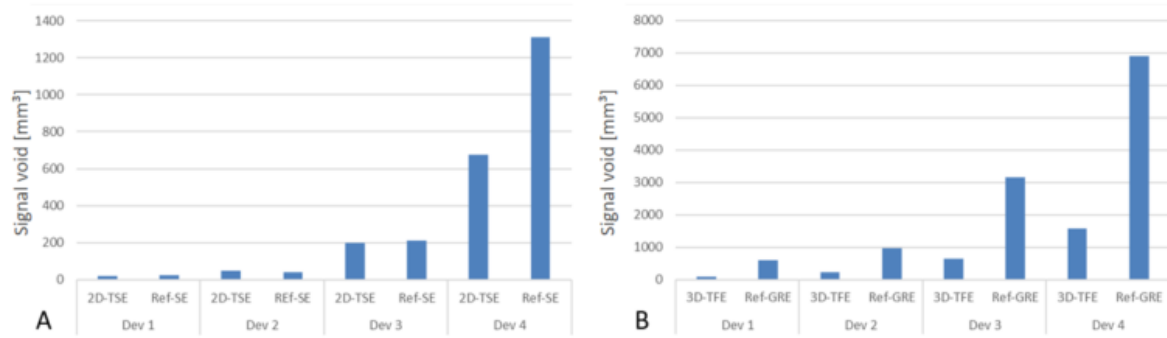 1400
1200
1000
800
600
400
200
0
Signal void [mm³]
2D-TSE Ref-SE 2D-TSE REf-SE 2D-TSE Ref-SE 2D-TSE Ref-SE
Dev 1 Dev 2 Dev 3 Dev 4
A
8000
7000
6000
5000
4000
3000
2000
1000
0
Signal void [mm³]
3D-TFE Ref-GRE 3D-TFE Ref-GRE 3D-TFE Ref-GRE 3D-TFE Ref-GRE
Dev 1 Dev 2 Dev 3 Dev 4
B